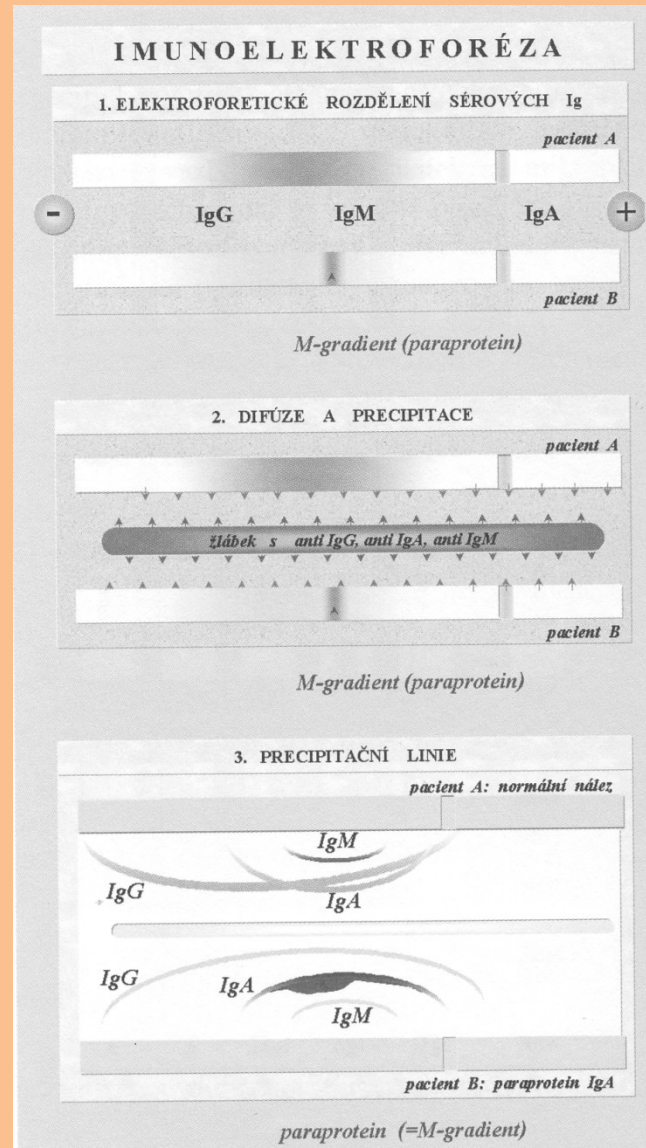 IMUNOELEKTROFORÉZA
1. ELEKTROFORETICKÉ ROZDĚLENÍ SÉROVÝCH Ig
pacient A
- IgG IgM IgA +
pacient B
M-gradient (paraprotein)
2. DIFÚZE A PRECIPITACE
pacient A
žlábek s anti IgG, anti IgA, anti IgM
pacient B
M-gradient (paraprotein)
3. PRECIPITAČNÍ LINIE
pacient A: normální nález
IgM
IgG
IgA
IgG
IgA
IgM
pacient B: paraprotein IgA
paraprotein (=M-gradient)